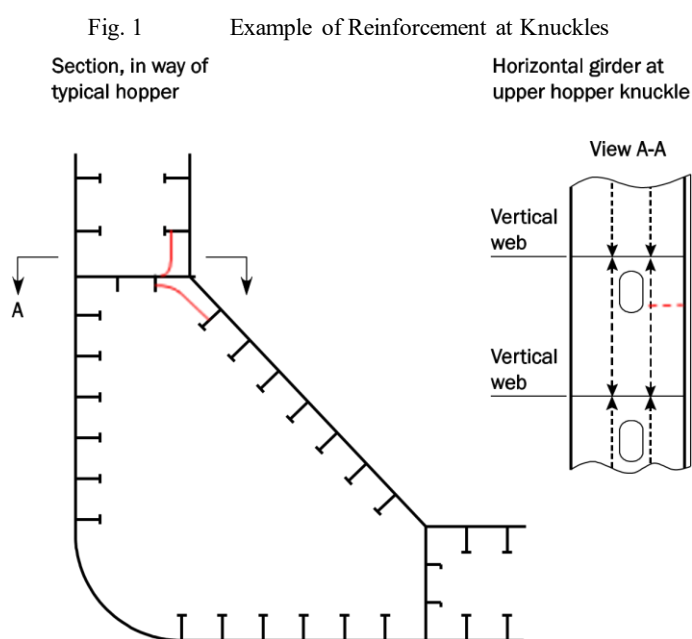 Fig. 1 Example of Reinforcement at Knuckles
Section, in way of
typical hopper
Horizontal girder at
upper hopper knuckle
View A-A
Vertical
web
A
Vertical
web